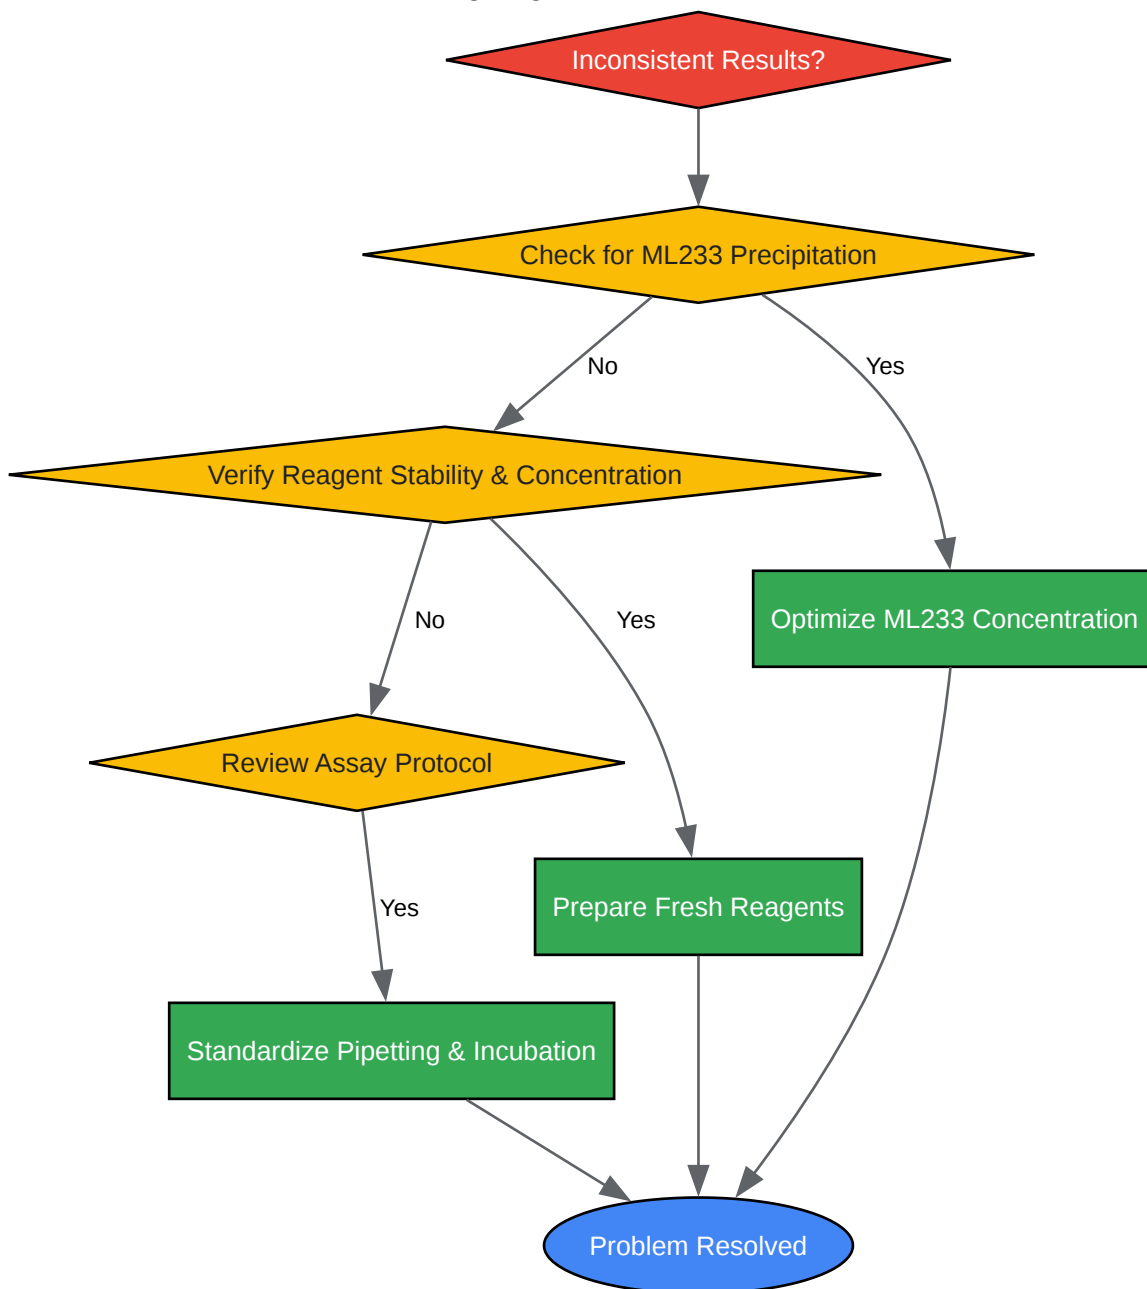 Inconsistent Results?
Check for ML233 Precipitation
No
Yes
Verify Reagent Stability & Concentration
No
Yes
Optimize ML233 Concentration
Review Assay Protocol
Yes
Prepare Fresh Reagents
Standardize Pipetting & Incubation
Problem Resolved